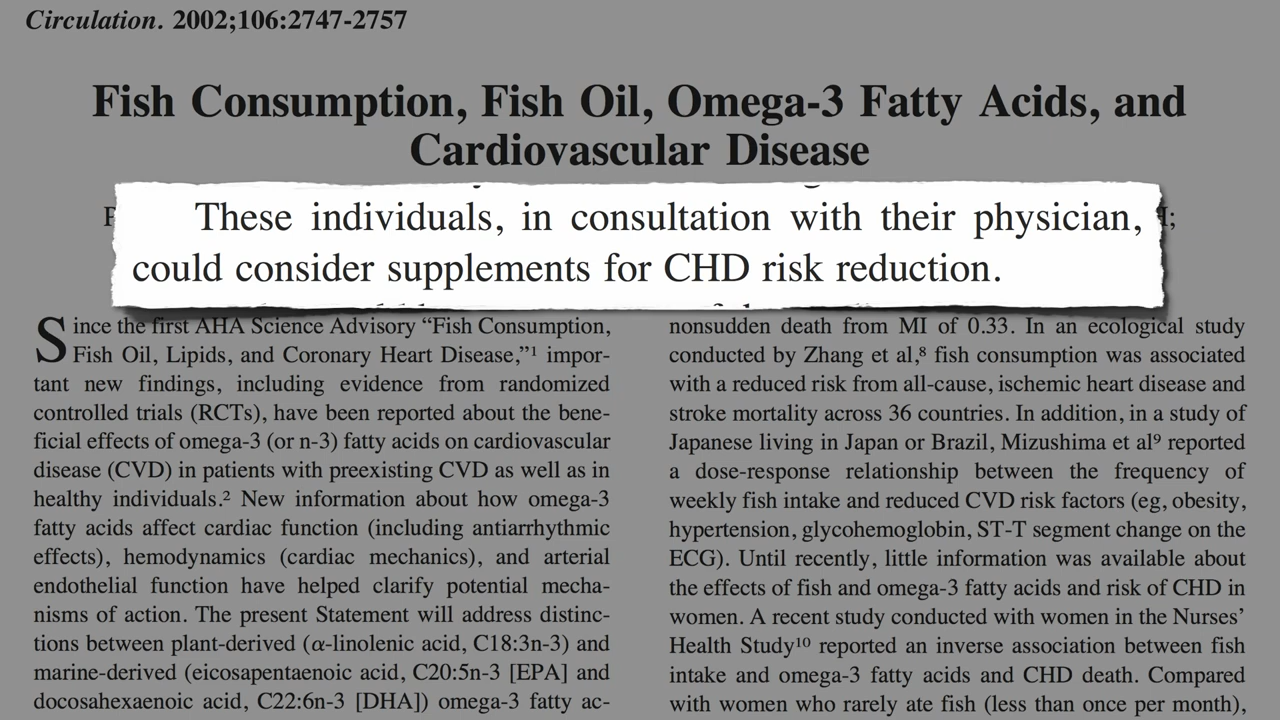 Circulation. 2002;106:2747-2757
Fish Consumption, Fish Oil, Omega-3 Fatty Acids, and
Cardiovascular Disease
These individuals, in consultation with their physician,
could consider supplements for CHD risk reduction.
Since the first AHA Science Advisory “Fish Consumption,
Fish Oil, Lipids, and Coronary Heart Disease,”¹ impor-
tant new findings, including evidence from randomized
controlled trials (RCTs), have been reported about the bene-
ficial effects of omega-3 (or n-3) fatty acids on cardiovascular
disease (CVD) in patients with preexisting CVD as well as in
healthy individuals.² New information about how omega-3
fatty acids affect cardiac function (including antiarrhythmic
effects), hemodynamics (cardiac mechanics), and arterial
endothelial function have helped clarify potential mecha-
nisms of action. The present Statement will address distinc-
tions between plant-derived (α-linolenic acid, C18:3n-3) and
marine-derived (eicosapentaenoic acid, C20:5n-3 [EPA] and
docosahexaenoic acid, C22:6n-3 [DHA]) omega-3 fatty ac-
nonsudden death from MI of 0.33. In an ecological study
conducted by Zhang et al,⁸ fish consumption was associated
with a reduced risk from all-cause, ischemic heart disease and
stroke mortality across 36 countries. In addition, in a study of
Japanese living in Japan or Brazil, Mizushima et al⁹ reported
a dose-response relationship between the frequency of
weekly fish intake and reduced CVD risk factors (eg, obesity,
hypertension, glycohemoglobin, ST-T segment change on the
ECG). Until recently, little information was available about
the effects of fish and omega-3 fatty acids and risk of CHD in
women. A recent study conducted with women in the Nurses’
Health Study¹⁰ reported an inverse association between fish
intake and omega-3 fatty acids and CHD death. Compared
with women who rarely ate fish (less than once per month),